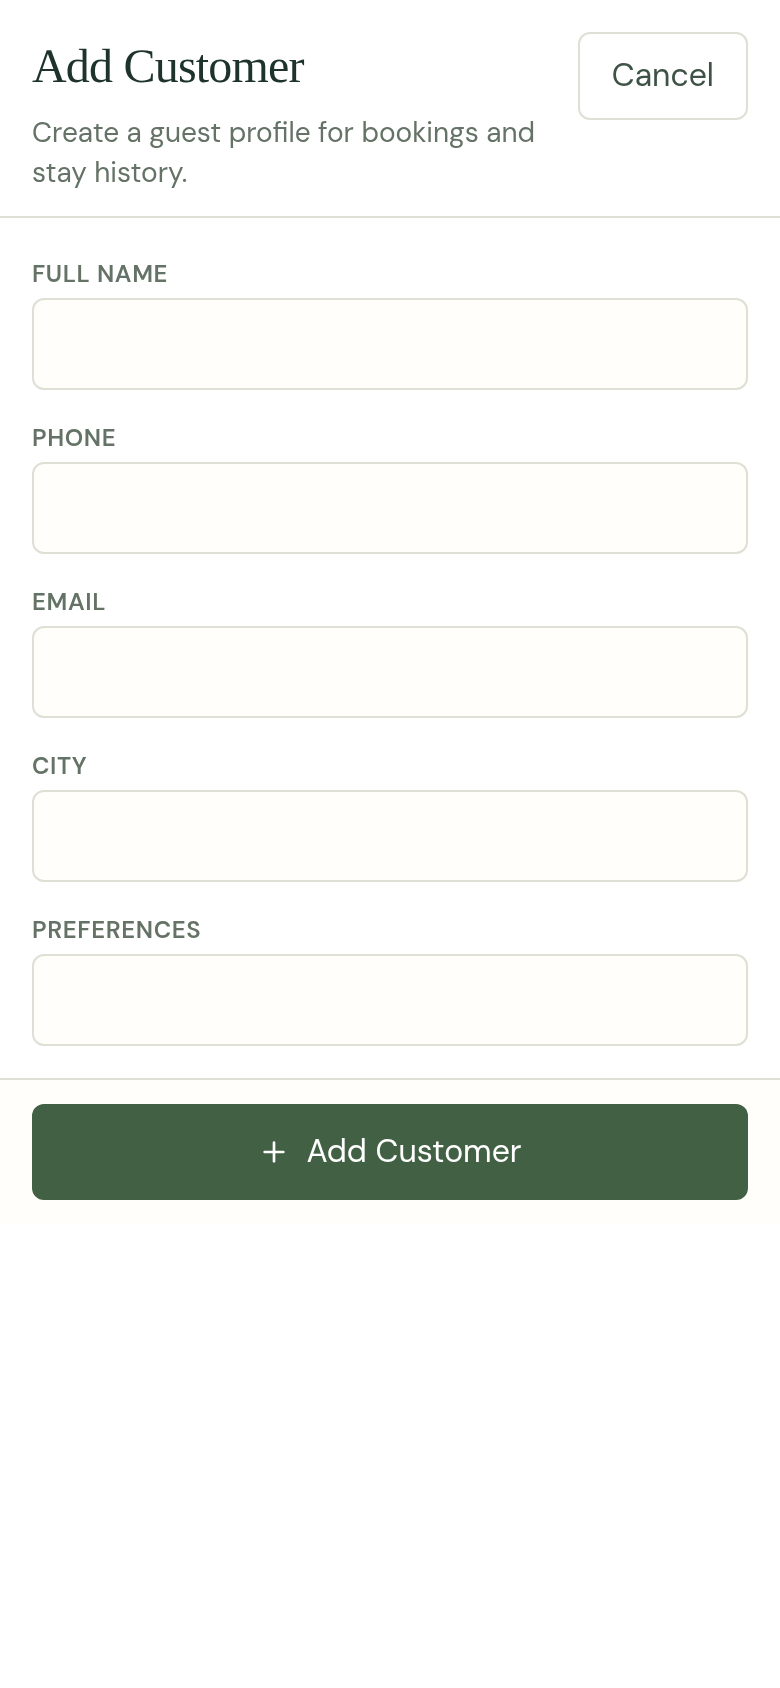 Add Customer
Cancel
Create a guest profile for bookings and
stay history.
FULL NAME
PHONE
EMAIL
CITY
PREFERENCES
+ Add Customer